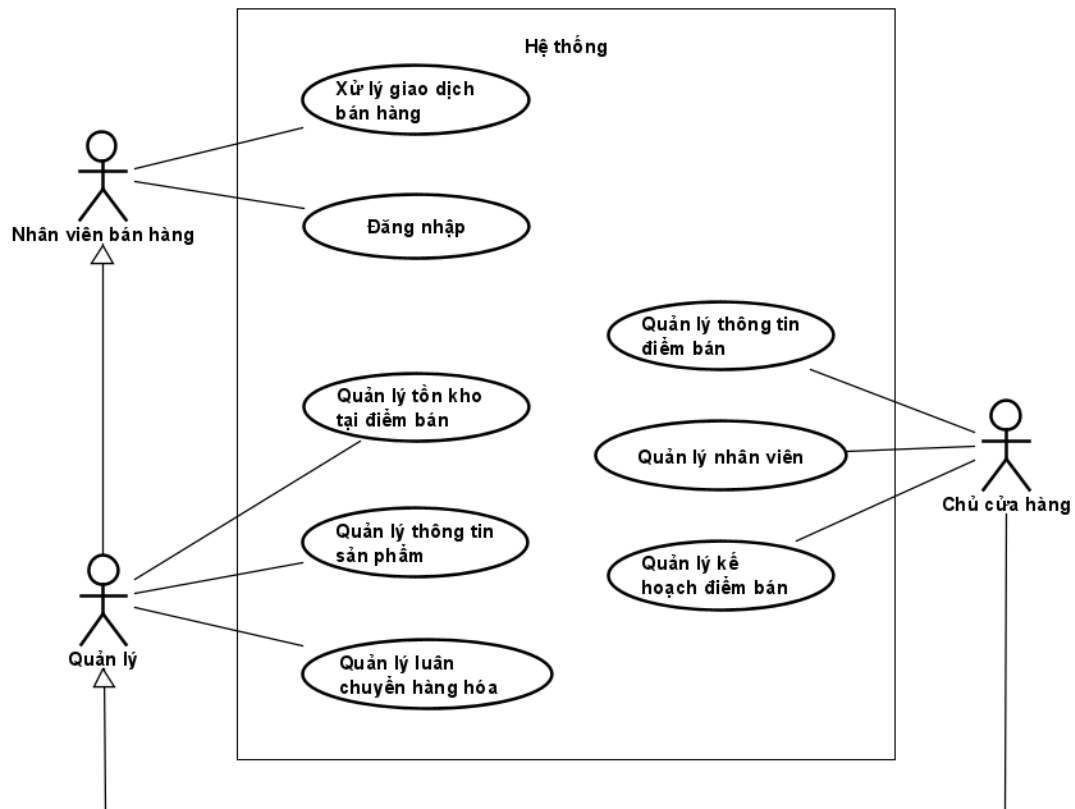 Hệ thống
Xử lý giao dịch
bán hàng
Nhân viên bán hàng
Đăng nhập
Quản lý thông tin
điểm bán
Quản lý tồn kho
tại điểm bán
Quản lý nhân viên
Chủ cửa hàng
Quản lý thông tin
sản phẩm
Quản lý kế
hoạch điểm bán
Quản lý
Quản lý luân
chuyển hàng hóa